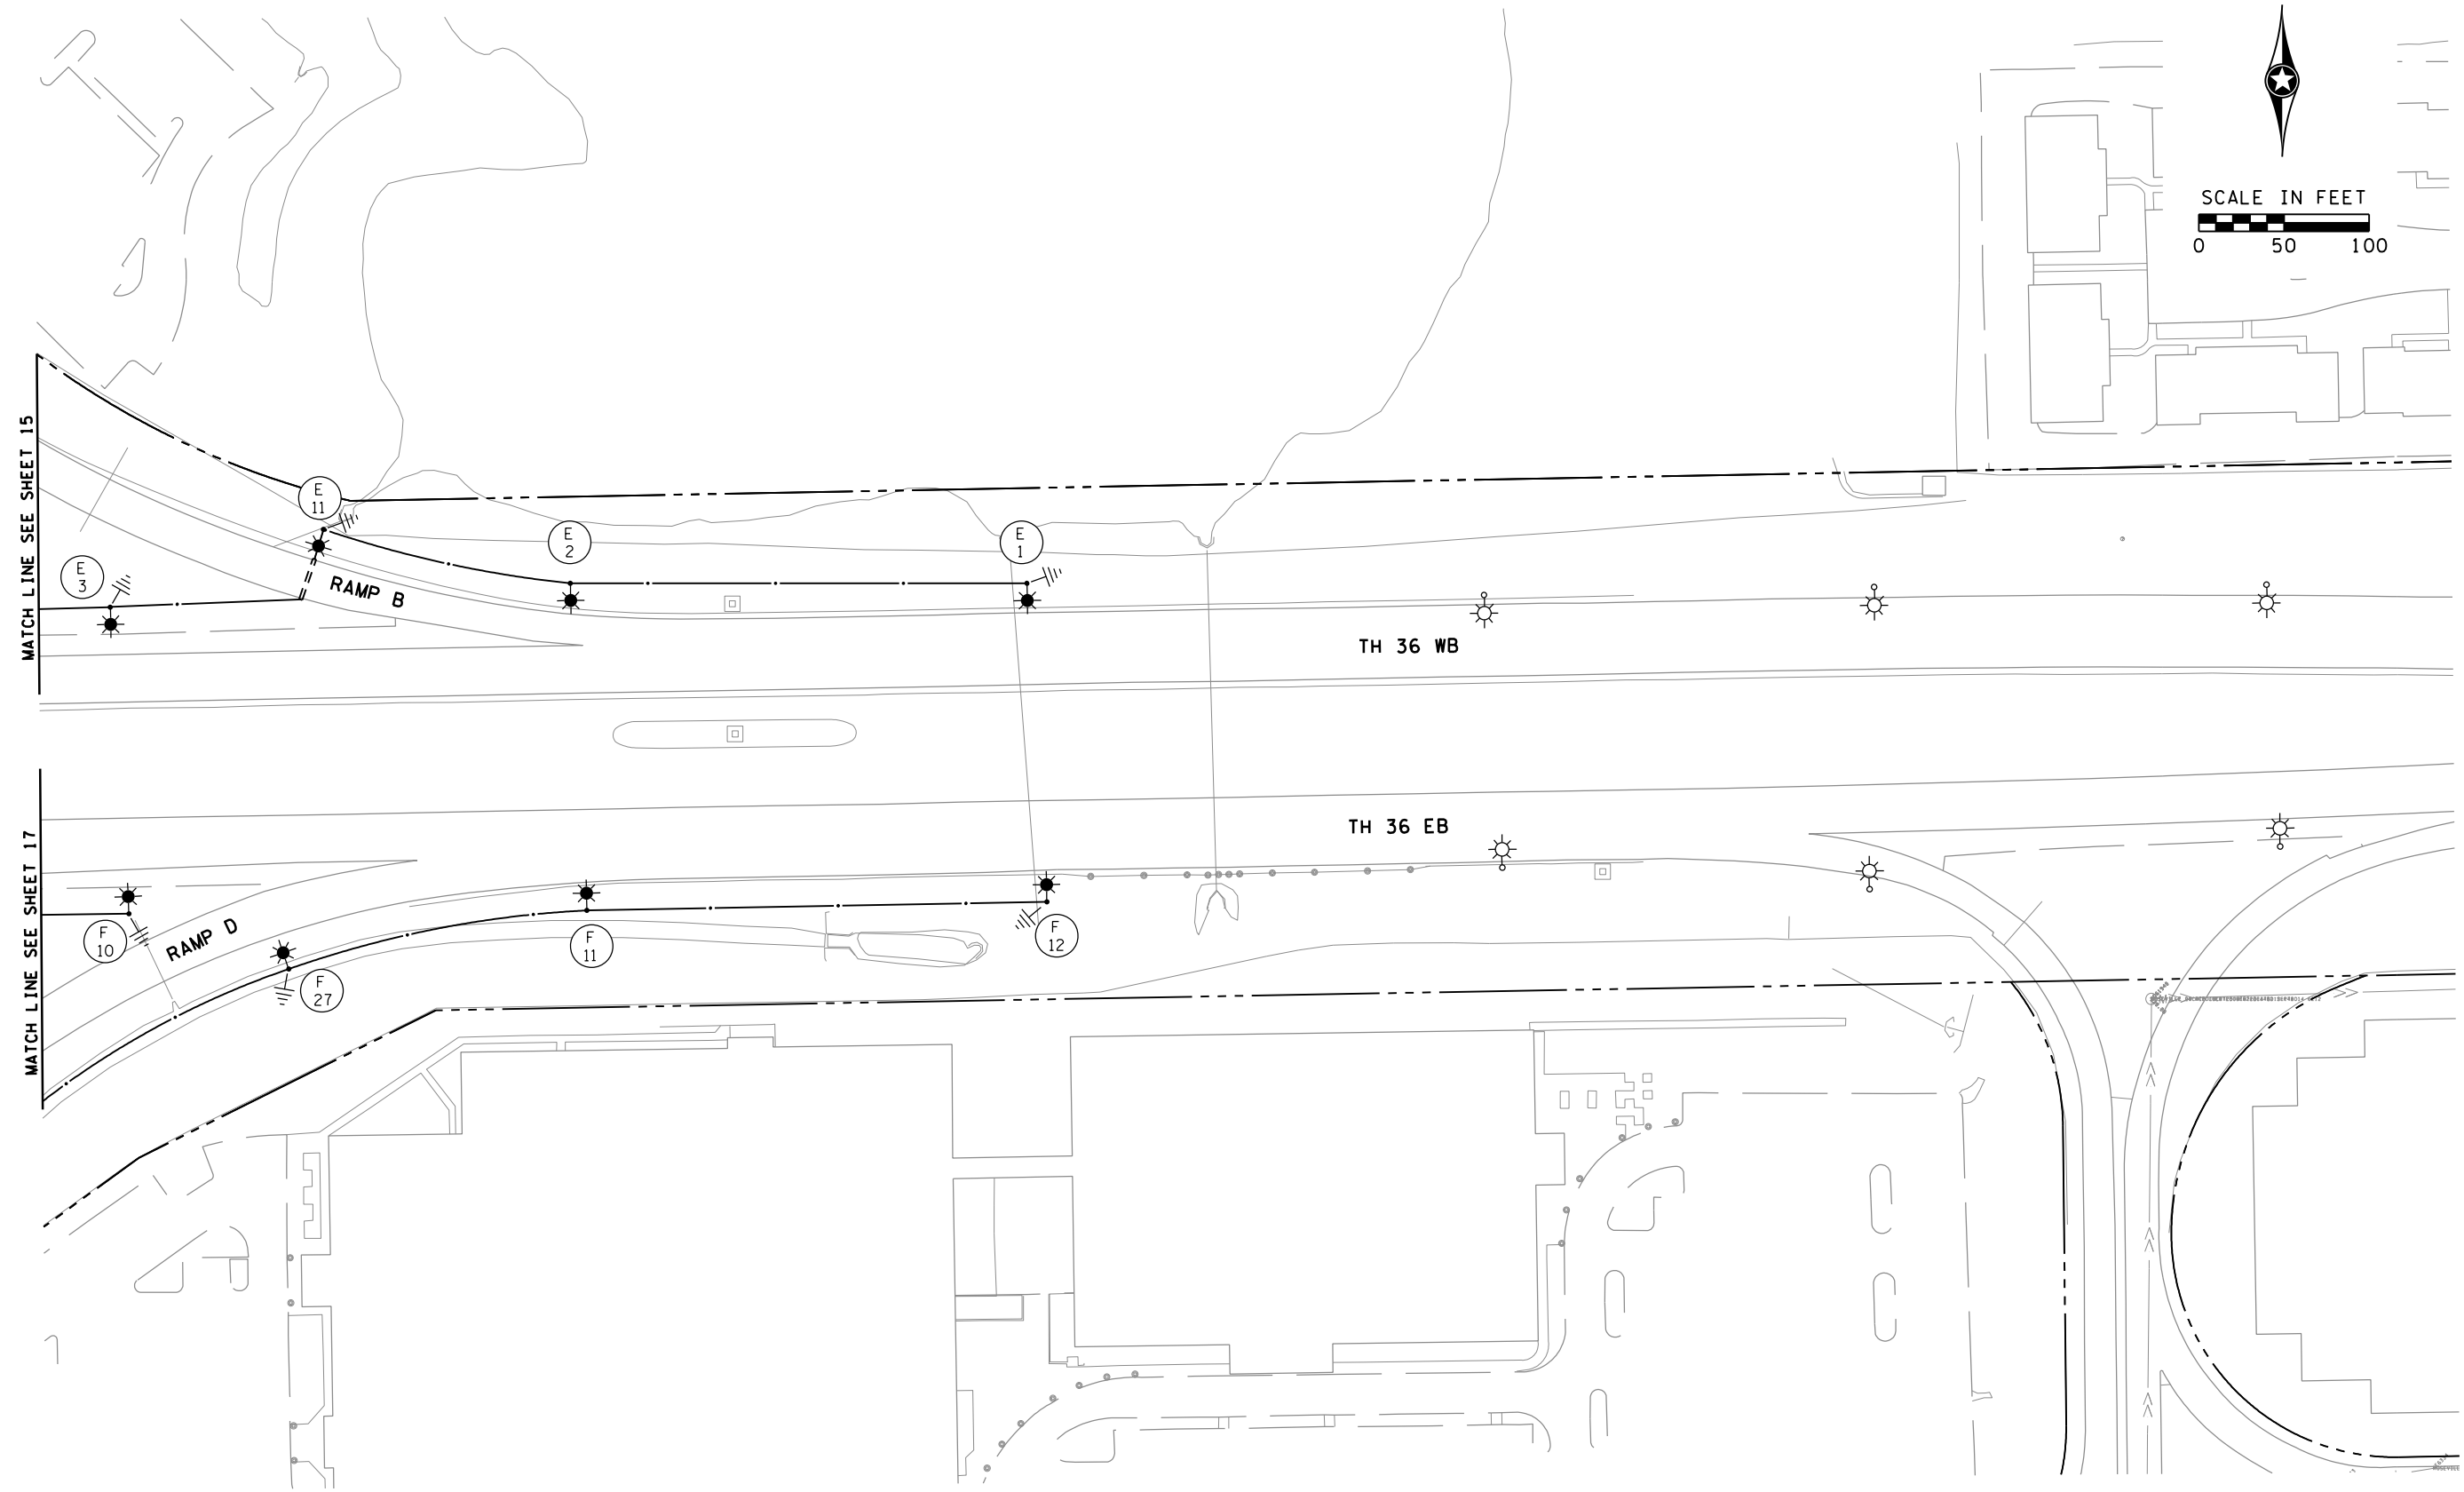 SCALE IN FEET
0 50 100
MATCH LINE SEE SHEET 15
E
11
E
2
E
1
E
3
RAMP B
TH 36 WB
TH 36 EB
MATCH LINE SEE SHEET 17
F
10
RAMP D
F
27
F
11
F
12